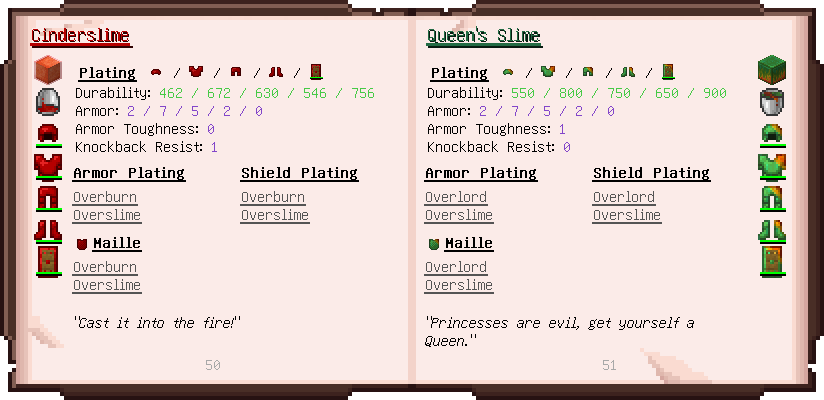 Cinderslime
Plating / / / /
Durability: 462 / 672 / 630 / 546 / 756
Armor: 2 / 7 / 5 / 2 / 0
Armor Toughness: 0
Knockback Resist: 1
Armor Plating
Overburn
Overslime
Shield Plating
Overburn
Overslime
Maille
Overburn
Overslime
"Cast it into the fire!"
50
Queen's Slime
Plating / / / /
Durability: 550 / 800 / 750 / 650 / 900
Armor: 2 / 7 / 5 / 2 / 0
Armor Toughness: 1
Knockback Resist: 0
Armor Plating
Overlord
Overslime
Shield Plating
Overlord
Overslime
Maille
Overlord
Overslime
"Princesses are evil, get yourself a
Queen."
51